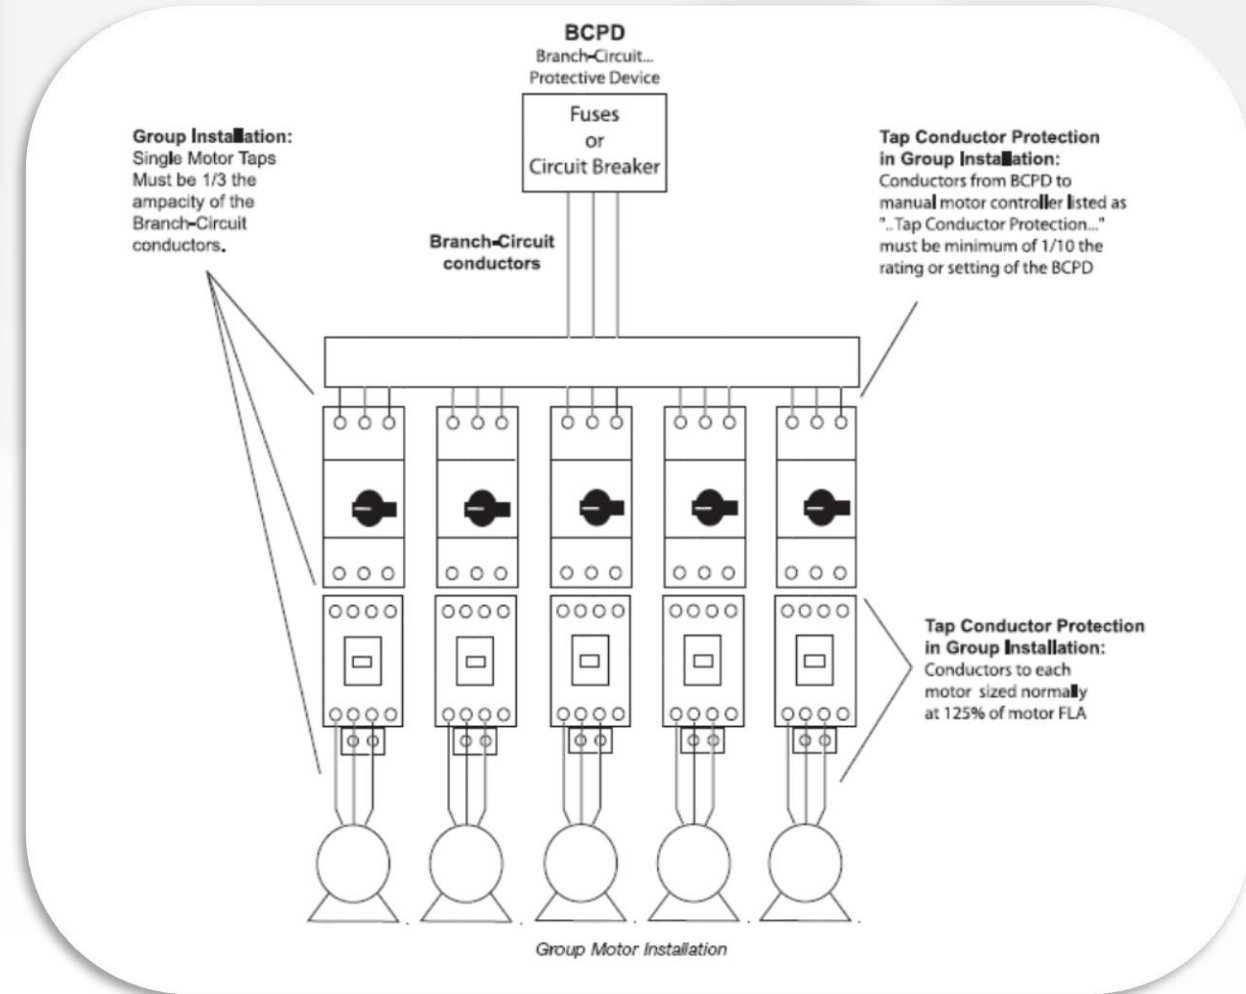 BCPD
Branch-Circuit...
Protective Device
Fuses
or
Circuit Breaker
Group Installation:
Single Motor Taps
Must be 1/3 the
ampacity of the
Branch-Circuit
conductors.
Branch-Circuit
conductors
Tap Conductor Protection
in Group Installation:
Conductors from BCPD to
manual motor controller listed as
"..Tap Conductor Protection..."
must be minimum of 1/10 the
rating or setting of the BCPD
Tap Conductor Protection
in Group Installation:
Conductors to each
motor sized normally
at 125% of motor FLA
Group Motor Installation